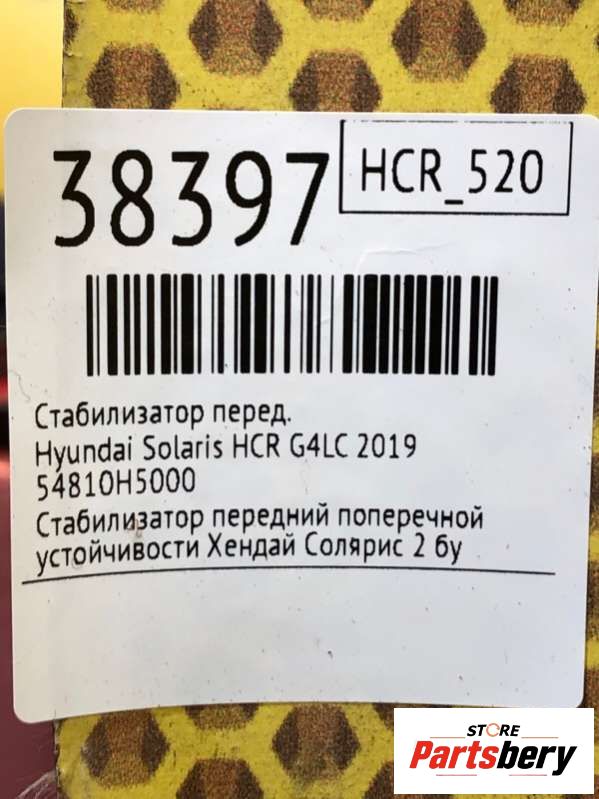 38397
HCR_520
Стабилизатор перед.
Hyundai Solaris HCR G4LC 2019
54810H5000
Стабилизатор передний поперечной
устойчивости Хендай Солярис 2 бу
STORE
Partsbery